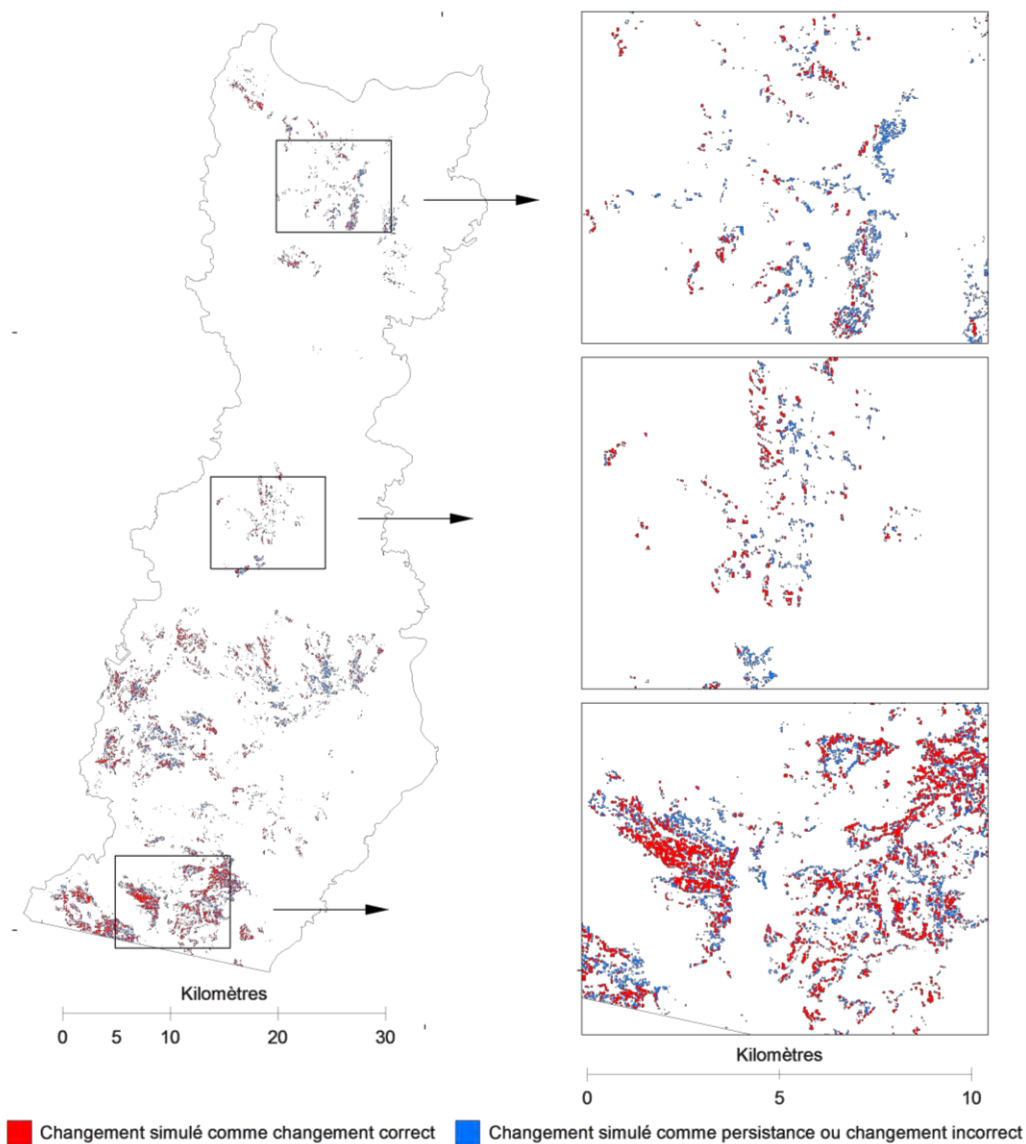 Kilomètres
0 5 10 20 30
Kilomètres
0 5 10
Changement simulé comme changement correct
Changement simulé comme persistance ou changement incorrect